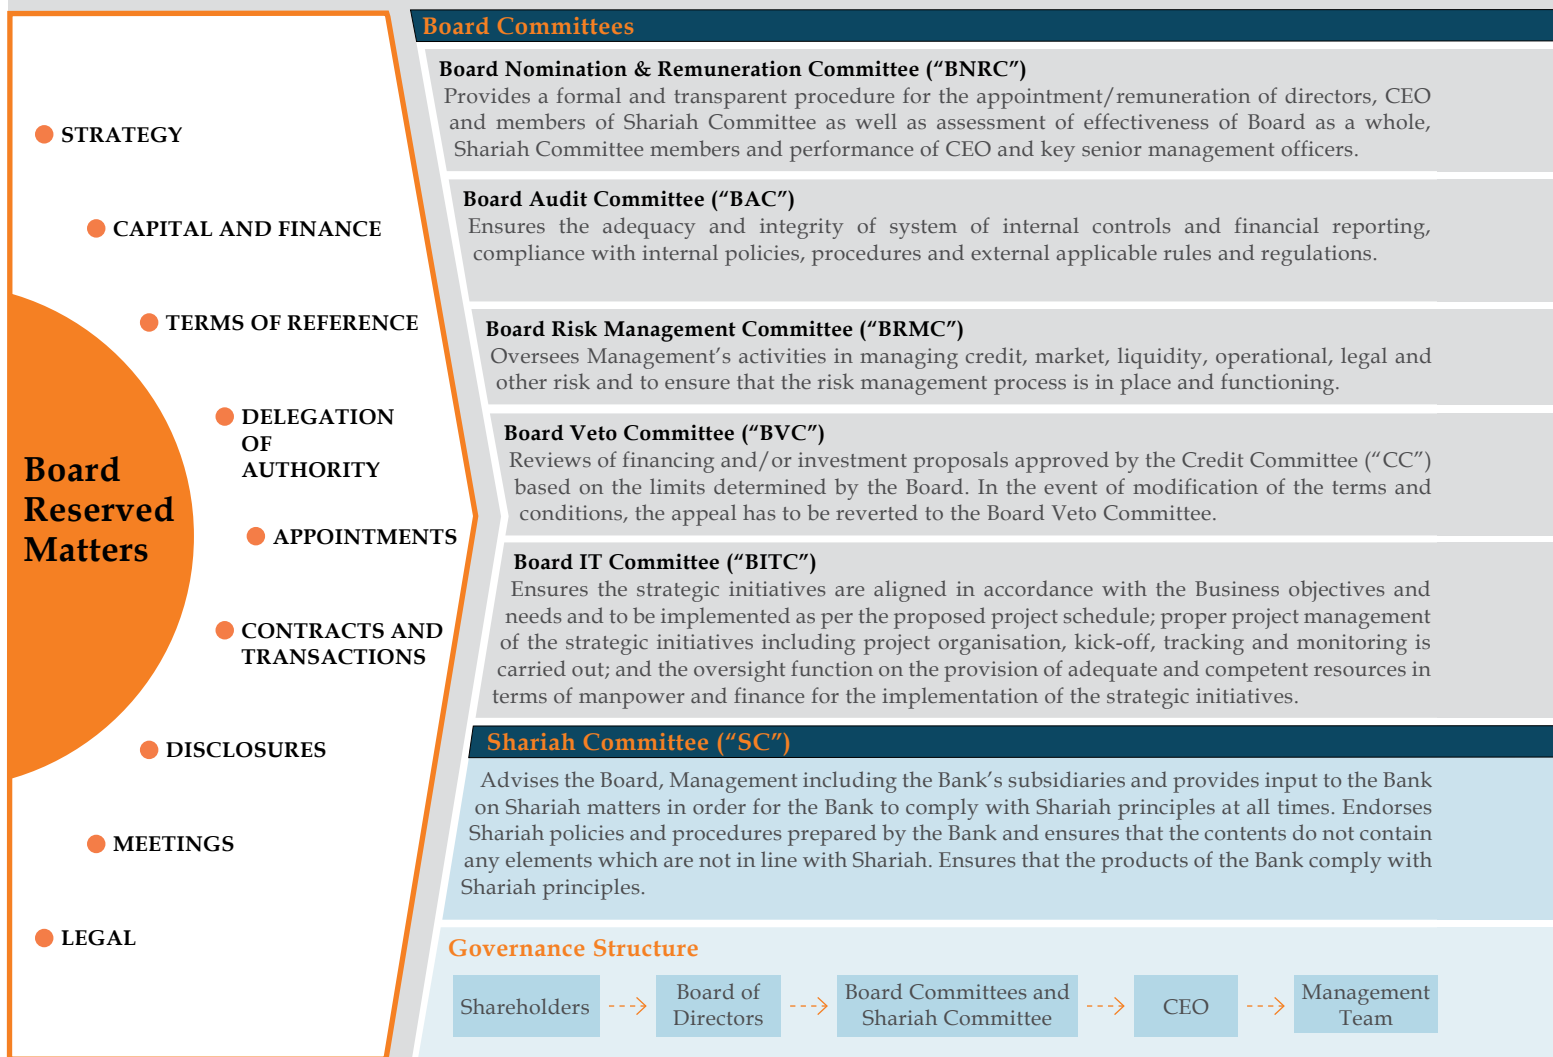 Board Reserved Matters
STRATEGY
CAPITAL AND FINANCE
TERMS OF REFERENCE
DELEGATION
OF
AUTHORITY
APPOINTMENTS
CONTRACTS AND
TRANSACTIONS
DISCLOSURES
MEETINGS
LEGAL
Board Committees
Board Nomination & Remuneration Committee (“BNRC”)
Provides a formal and transparent procedure for the appointment/remuneration of directors, CEO
and members of Shariah Committee as well as assessment of effectiveness of Board as a whole,
Shariah Committee members and performance of CEO and key senior management officers.
Board Audit Committee (“BAC”)
Ensures the adequacy and integrity of system of internal controls and financial reporting,
compliance with internal policies, procedures and external applicable rules and regulations.
Board Risk Management Committee (“BRMC”)
Oversees Management’s activities in managing credit, market, liquidity, operational, legal and
other risk and to ensure that the risk management process is in place and functioning.
Board Veto Committee (“BVC”)
Reviews of financing and/or investment proposals approved by the Credit Committee (“CC”)
based on the limits determined by the Board. In the event of modification of the terms and
conditions, the appeal has to be reverted to the Board Veto Committee.
Board IT Committee (“BITC”)
Ensures the strategic initiatives are aligned in accordance with the Business objectives and
needs and to be implemented as per the proposed project schedule; proper project management
of the strategic initiatives including project organisation, kick-off, tracking and monitoring is
carried out; and the oversight function on the provision of adequate and competent resources in
terms of manpower and finance for the implementation of the strategic initiatives.
Shariah Committee (“SC”)
Advises the Board, Management including the Bank’s subsidiaries and provides input to the Bank
on Shariah matters in order for the Bank to comply with Shariah principles at all times. Endorses
Shariah policies and procedures prepared by the Bank and ensures that the contents do not contain
any elements which are not in line with Shariah. Ensures that the products of the Bank comply with
Shariah principles.
Governance Structure
Shareholders
Board of
Directors
Board Committees and
Shariah Committee
CEO
Management
Team